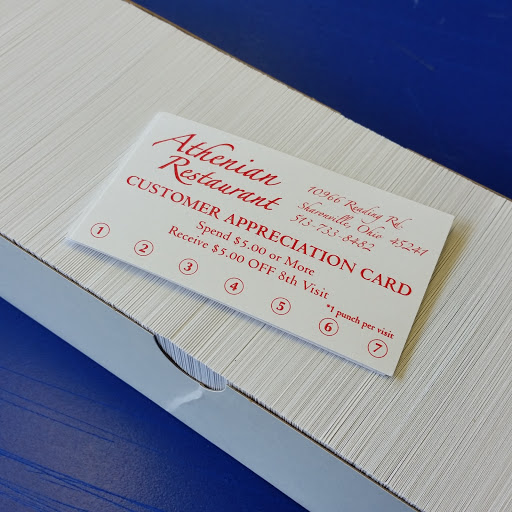 Athenian
Restaurant
10966 Reading Rd.
Sharonville, Ohio 45241
513-733-8482
CUSTOMER APPRECIATION CARD
Spend $5.00 or More
Receive $5.00 OFF 8th Visit
*1 punch per visit
1 2 3 4 5 6 7